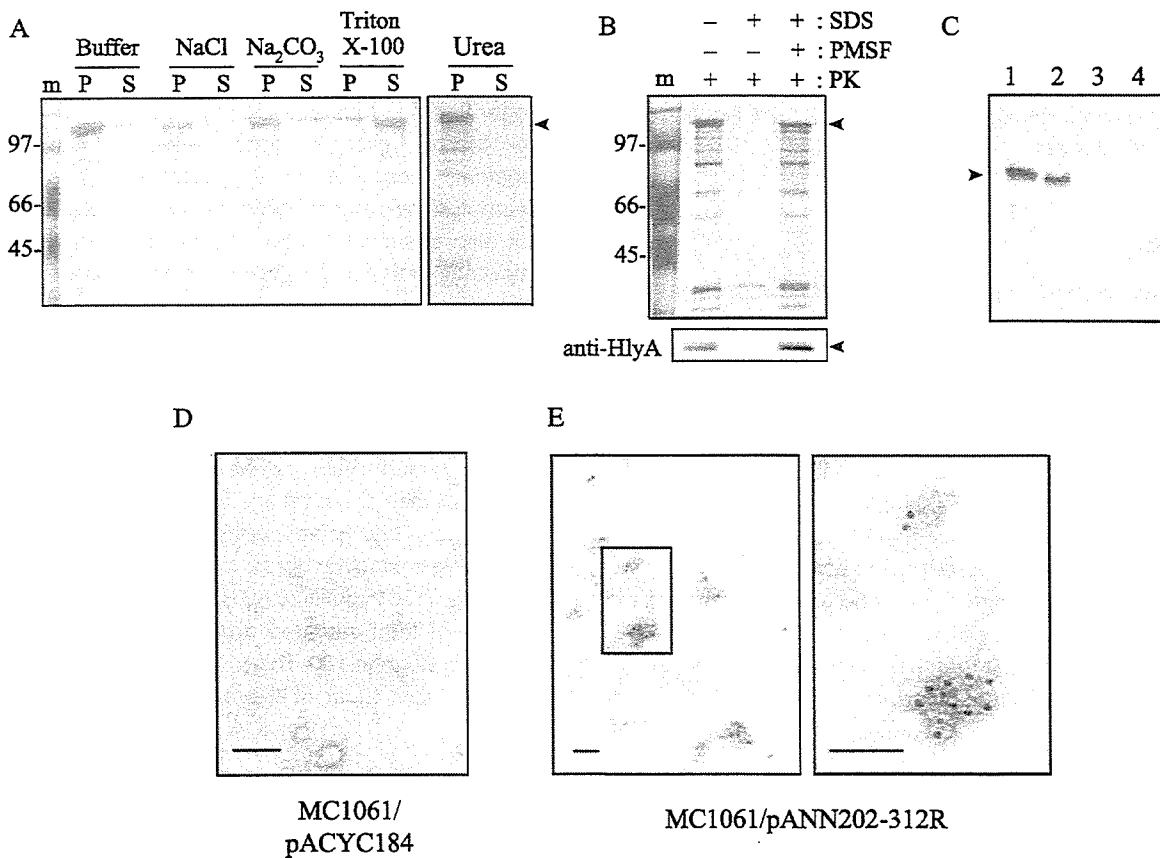 A
Buffer NaCl Na₂CO₃ Triton X-100 Urea
m P S P S P S P S P S
97-
66-
45-
B
- + + : SDS
- - + : PMSF
m + + + : PK
97-
66-
45-
anti-HlyA
C
1 2 3 4
D
MC1061/
pACYC184
E
MC1061/pANN202-312R